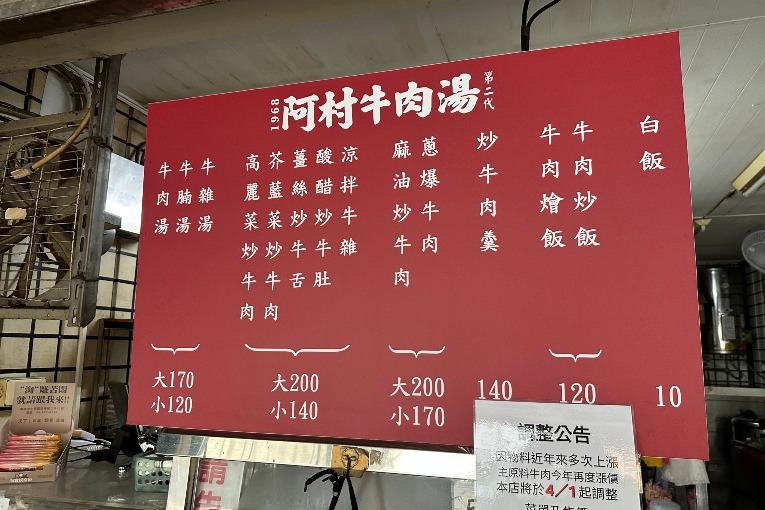 1968 阿村牛肉湯 第二代
白飯
10
牛肉炒飯
牛肉燴飯
120
炒牛肉羹
140
蔥爆牛肉
麻油炒牛肉
大200
小170
涼拌牛雜
酸醋炒牛肚
薑絲炒牛舌
芥藍菜炒牛肉
高麗菜炒牛肉
大200
小140
牛雜湯
牛腩湯
牛肉湯
大170
小120
調整公告
因物料近年來多次上漲
主原料牛肉今年再度漲價
本店將於4/1起調整
就請跟我來!!
請